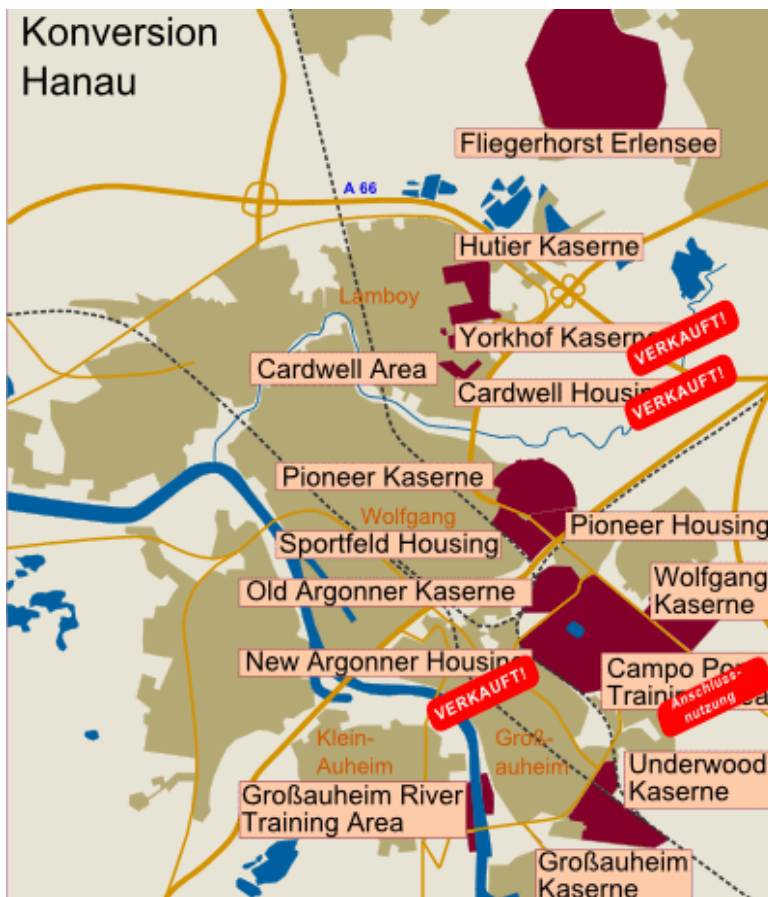 Konversion
Hanau
Fliegerhorst Erlensee
A 66
Hutier Kaserne
Lamboy
Yorkhof Kaserne
VERKAUFT!
Cardwell Area
Cardwell Housin
VERKAUFT!
Pioneer Kaserne
Wolfgang
Pioneer Housing
Sportfeld Housing
Old Argonner Kaserne
Wolfgang
Kaserne
New Argonner Housing
VERKAUFT!
Campo Pon
Training Area
Anschluss-
nutzung
Klein-
Auheim
Groß-
auheim
Underwood
Kaserne
Großauheim River
Training Area
Großauheim
Kaserne